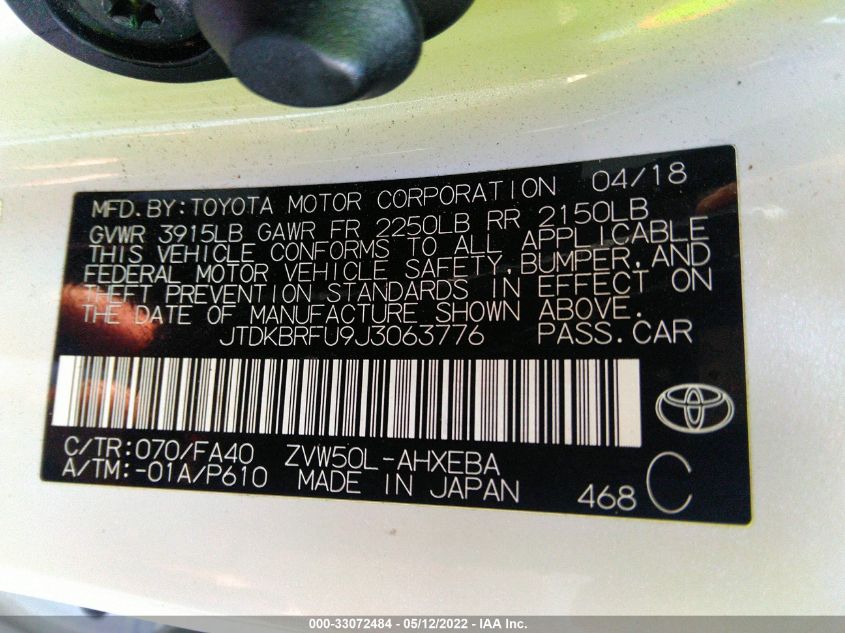 MFD.BY:TOYOTA MOTOR CORPORATION 04/18
GVWR 3915LB GAWR FR 2250LB RR 2150LB
THIS VEHICLE CONFORMS TO ALL APPLICABLE
FEDERAL MOTOR VEHICLE SAFETY,BUMPER,AND
THEFT PREVENTION STANDARDS IN EFFECT ON
THE DATE OF MANUFACTURE SHOWN ABOVE.
JTDKBRFU9J3063776 PASS.CAR
C/TR:070/FA40 ZVW50L-AHXEBA
A/TM:-01A/P610 MADE IN JAPAN 468 C
000-33072484 - 05/12/2022 - IAA Inc.